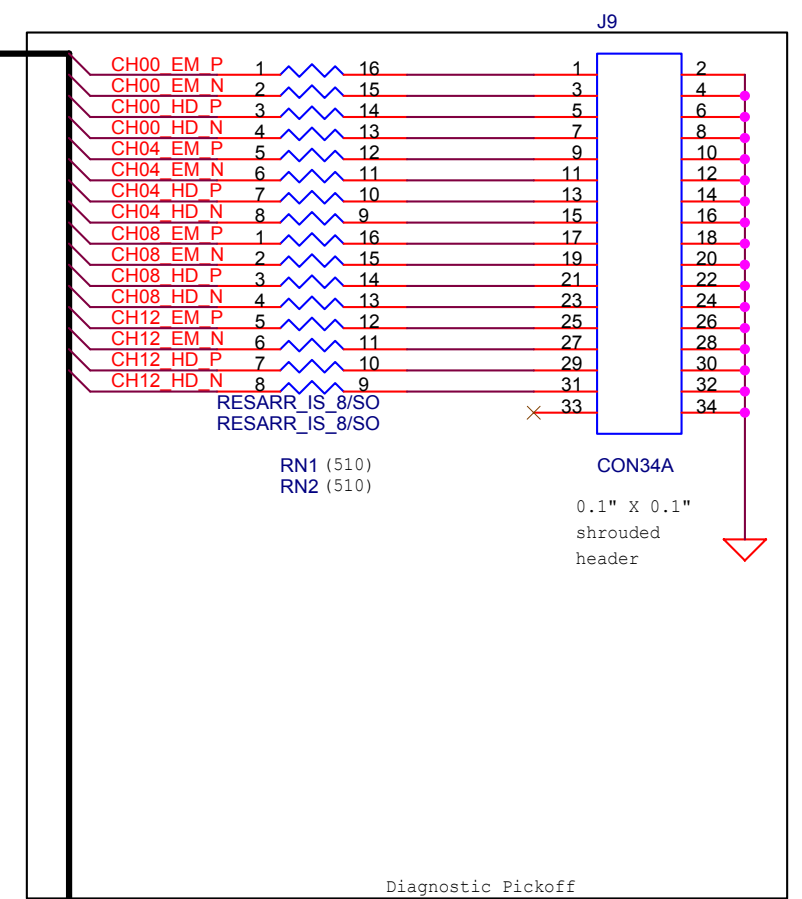 J9
CH00_EM_P 1 16 1 2
CH00_EM_N 2 15 3 4
CH00_HD_P 3 14 5 6
CH00_HD_N 4 13 7 8
CH04_EM_P 5 12 9 10
CH04_EM_N 6 11 11 12
CH04_HD_P 7 10 13 14
CH04_HD_N 8 9 15 16
CH08_EM_P 1 16 17 18
CH08_EM_N 2 15 19 20
CH08_HD_P 3 14 21 22
CH08_HD_N 4 13 23 24
CH12_EM_P 5 12 25 26
CH12_EM_N 6 11 27 28
CH12_HD_P 7 10 29 30
CH12_HD_N 8 9 31 32
RESARR_IS_8/SO 33 34
RESARR_IS_8/SO
RN1 (510) CON34A
RN2 (510)
0.1" X 0.1"
shrouded
header
Diagnostic Pickoff